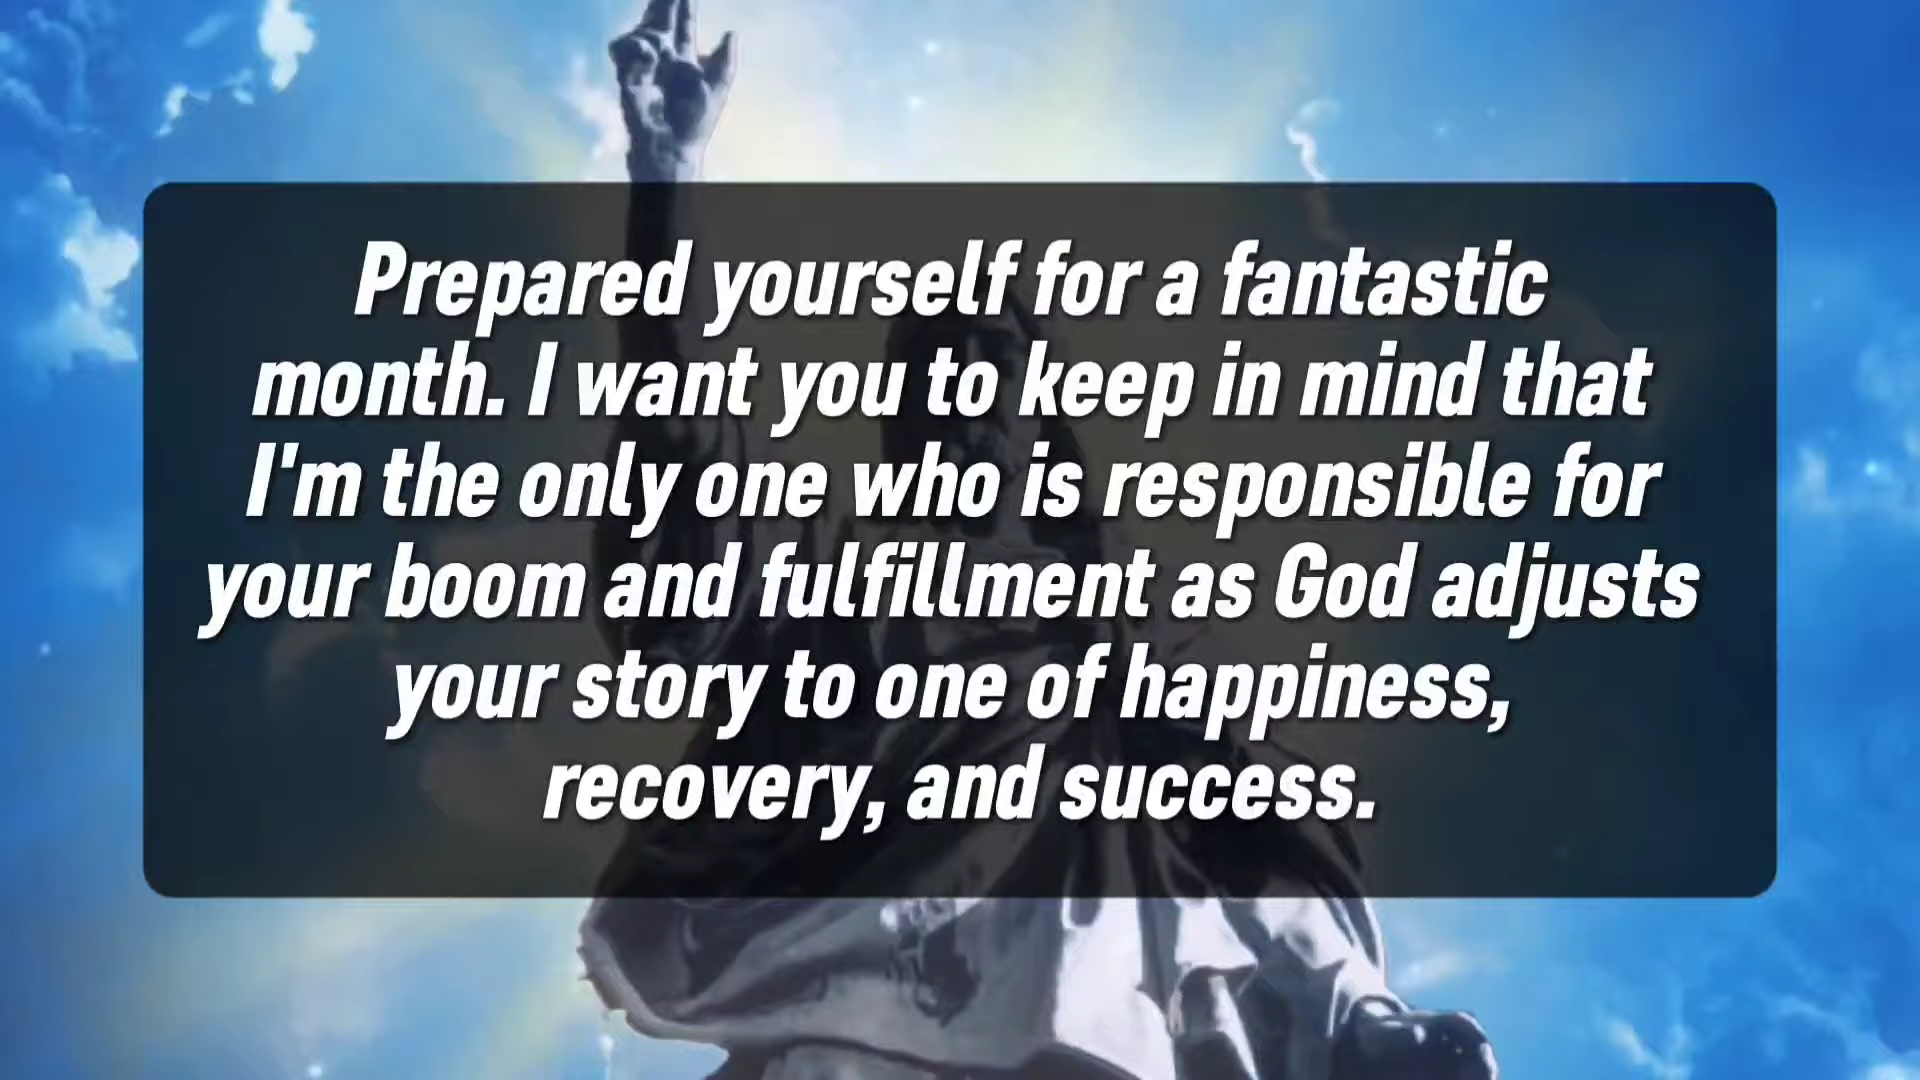 Prepared yourself for a fantastic
month. I want you to keep in mind that
I'm the only one who is responsible for
your boom and fulfillment as God adjusts
your story to one of happiness,
recovery, and success.